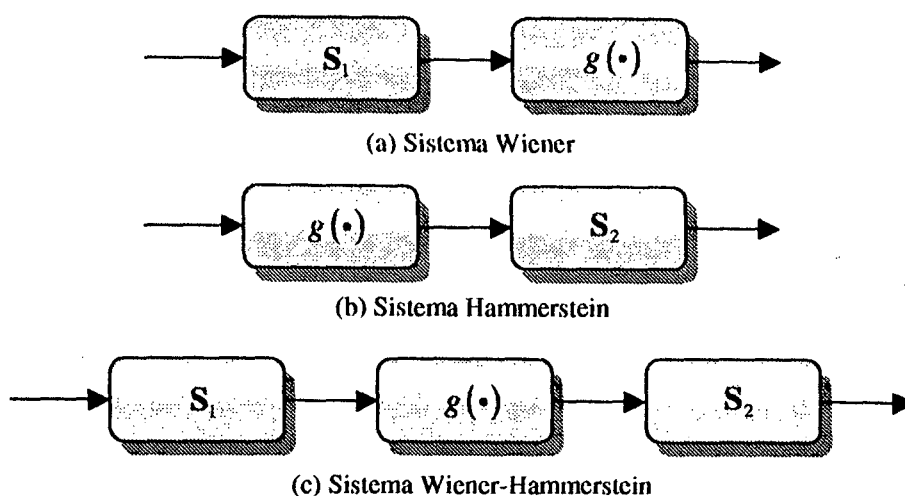 S₁ g(•)
(a) Sistema Wiener
g(•) S₂
(b) Sistema Hammerstein
S₁ g(•) S₂
(c) Sistema Wiener-Hammerstein